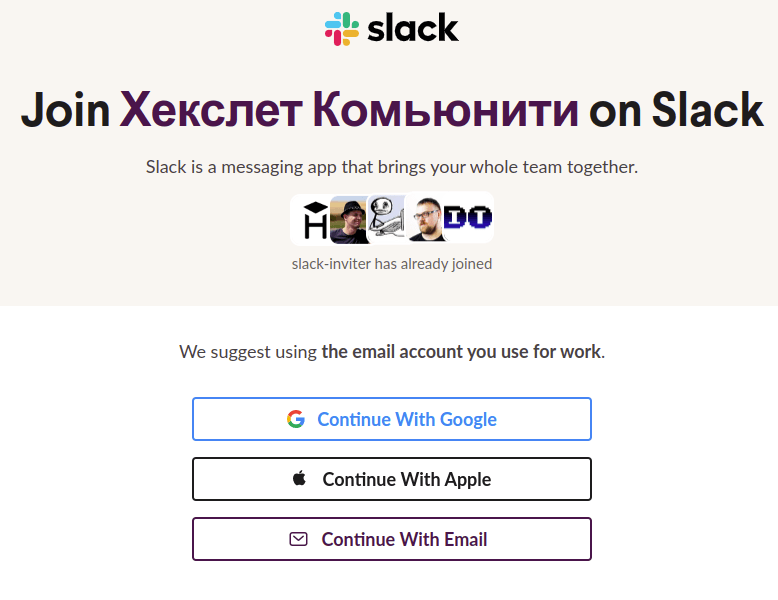 slack
Join Хекслет Комьюнити on Slack
Slack is a messaging app that brings your whole team together.
H
IT
slack-inviter has already joined
We suggest using the email account you use for work.
Continue With Google
Continue With Apple
Continue With Email